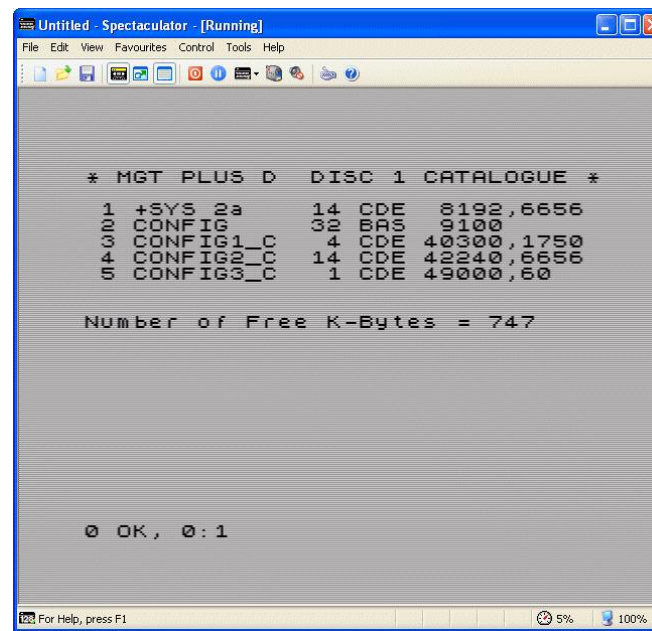 Untitled - Spectaculator - [Running]
File Edit View Favourites Control Tools Help
* MGT PLUS D DISC 1 CATALOGUE *
1 +SYS 2a 14 CDE 8192,6656
2 CONFIG 32 BAS 9100
3 CONFIG1_C 4 CDE 40300,1750
4 CONFIG2_C 14 CDE 42240,6656
5 CONFIG3_C 1 CDE 49000,60
Number of Free K-Bytes = 747
0 OK, 0:1
128 For Help, press F1 5% 100%